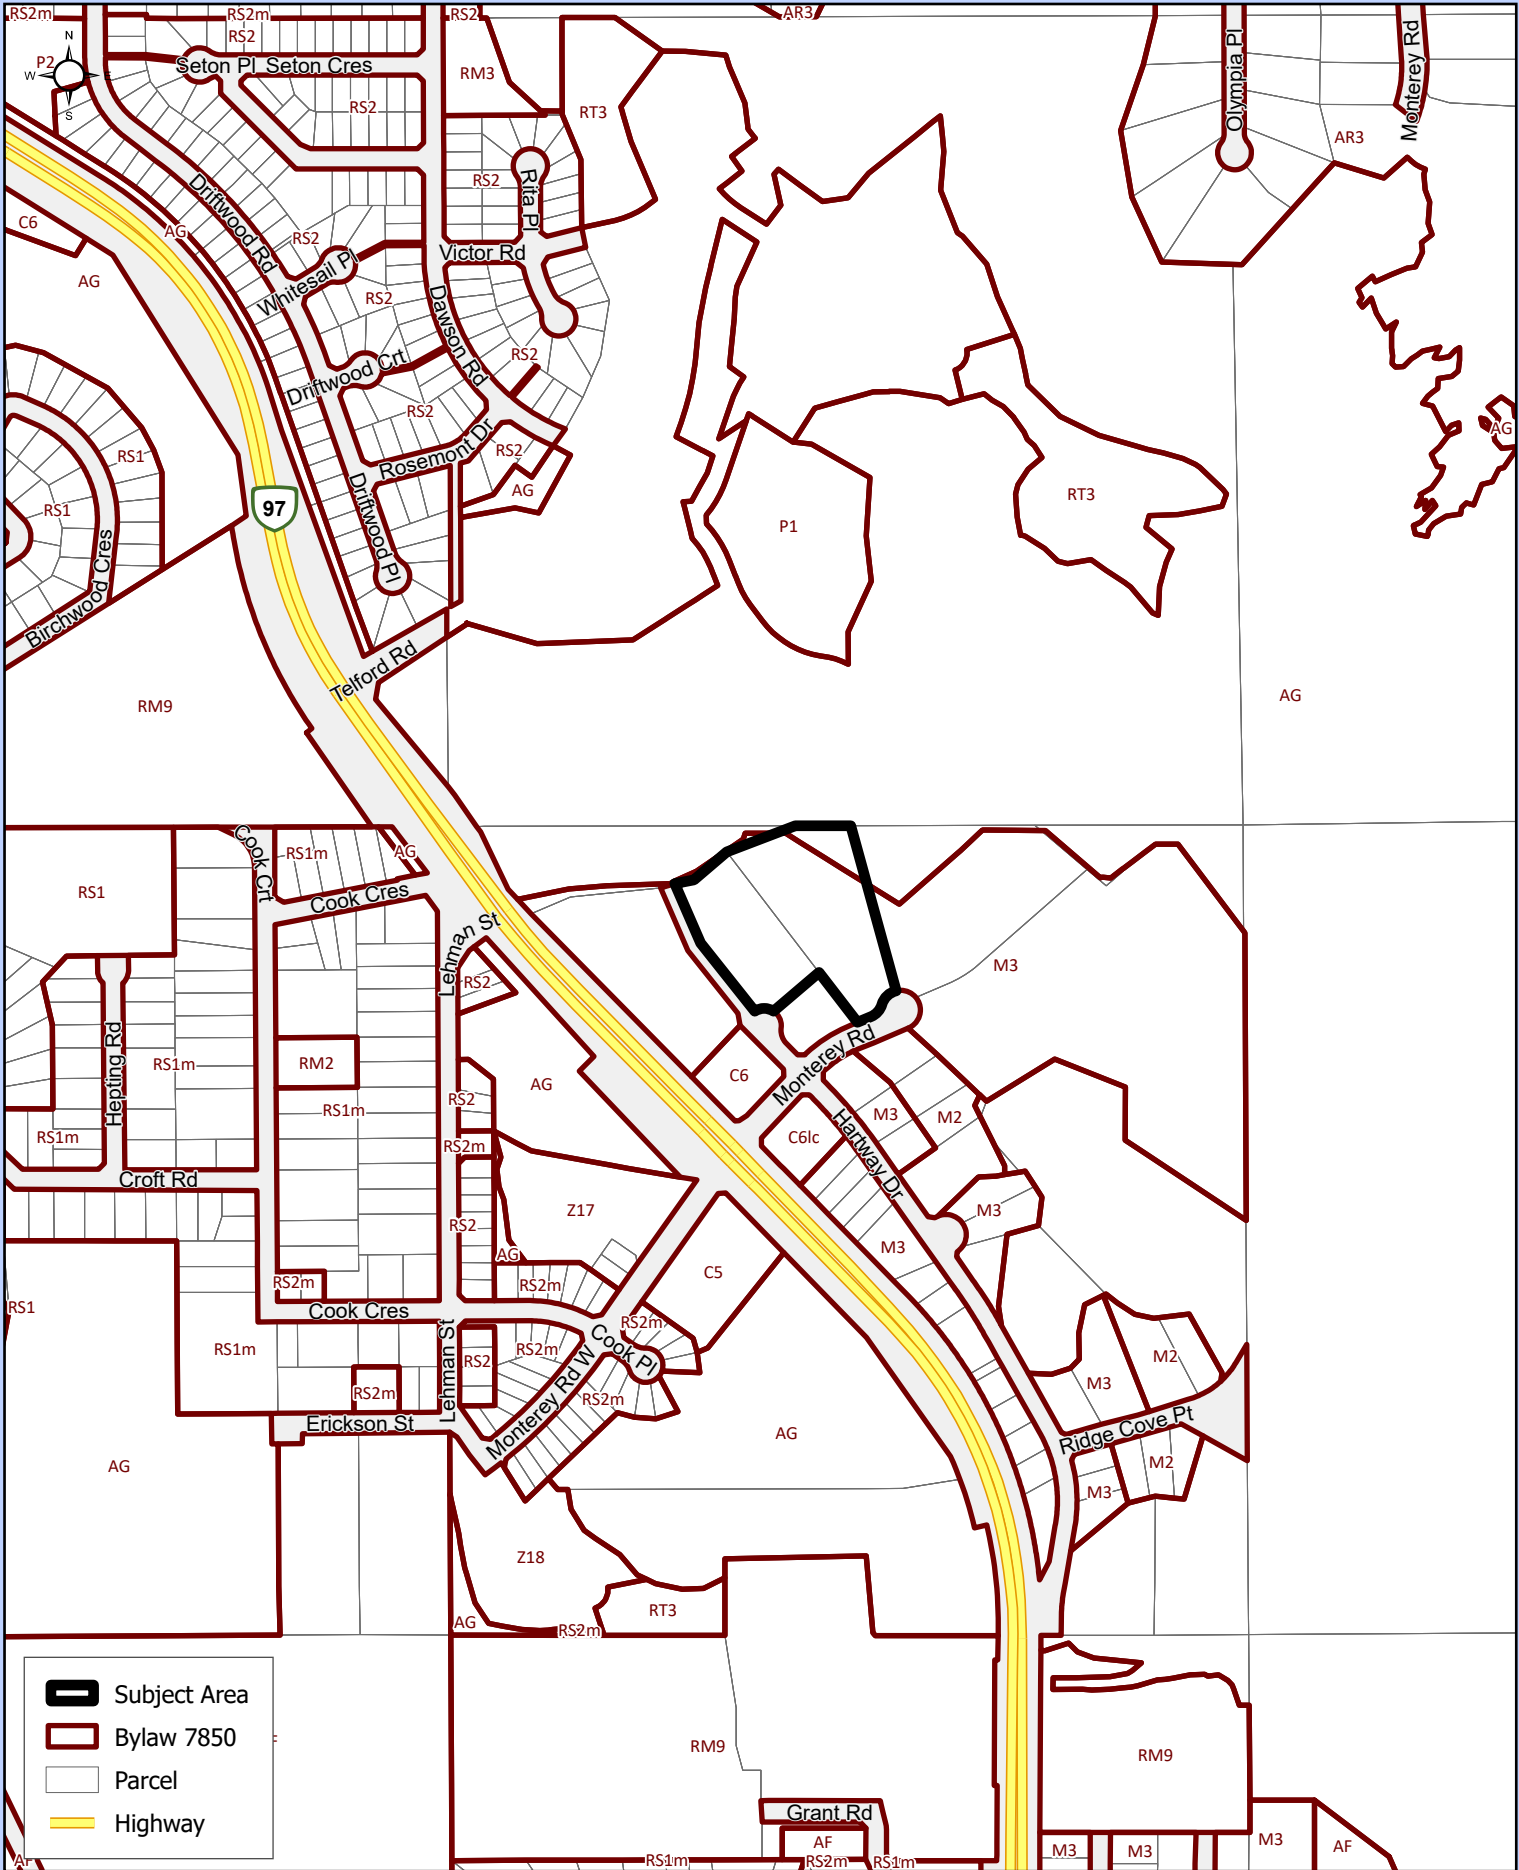 RS2m
RS2m
RS2
AR3
RS2
N
P2
W
S
Seton Pl
Seton Cres
RM3
RS2
RT3
Olympia Pl
Monterey Rd
AR3
RS2
Rita Pl
Driftwood Rd
C6
AG
RS2
Victor Rd
AG
Whitesail Pl
RS2
Dawson Rd
RS2
Driftwood Crt
RS2
AG
RS1
Rosemont Dr
RS2
AG
RS1
97
Driftwood Pl
P1
RT3
Birchwood Cres
Telford Rd
RM9
AG
Cook Crt
RS1m
AG
RS1
Cook Cres
Lehman St
M3
RS2
Hepting Rd
RS1m
RM2
Monterey Rd
C6
AG
RS2
RS1m
M3
M2
RS1m
C6lc
Hartway Dr
RS2m
Croft Rd
Z17
M3
RS2
M3
AG
RS2m
RS2m
C5
RS1
Cook Cres
RS2m
RS1m
Lehman St
RS2
RS2m
Cook Pl
M2
RS2m
Monterey Rd W
RS2m
M3
Erickson St
Ridge Cove Pt
AG
AG
M2
M3
Z18
RT3
AG
RS2m
Subject Area
Bylaw 7850
Parcel
Highway
RM9
RM9
Grant Rd
AF
M3
AF
M3
M3
AF
RS1m
RS2m
RS1m